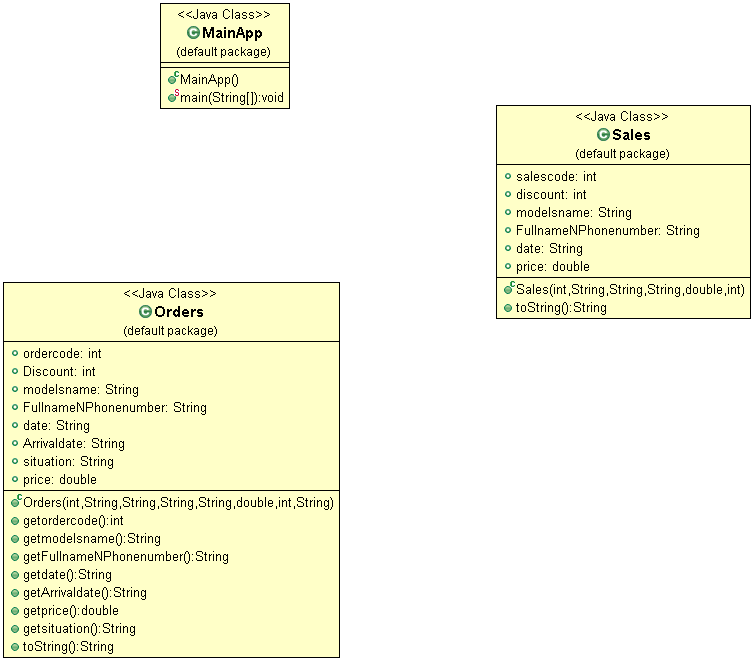 <<Java Class>>
MainApp
(default package)
MainApp()
main(String[]):void
<<Java Class>>
Sales
(default package)
salescode: int
discount: int
modelsname: String
FullnameNPhonenumber: String
date: String
price: double
Sales(int,String,String,String,double,int)
toString():String
<<Java Class>>
Orders
(default package)
ordercode: int
Discount: int
modelsname: String
FullnameNPhonenumber: String
date: String
Arrivaldate: String
situation: String
price: double
Orders(int,String,String,String,String,double,int,String)
getordercode():int
getmodelsname():String
getFullnameNPhonenumber():String
getdate():String
getArrivaldate():String
getprice():double
getsituation():String
toString():String